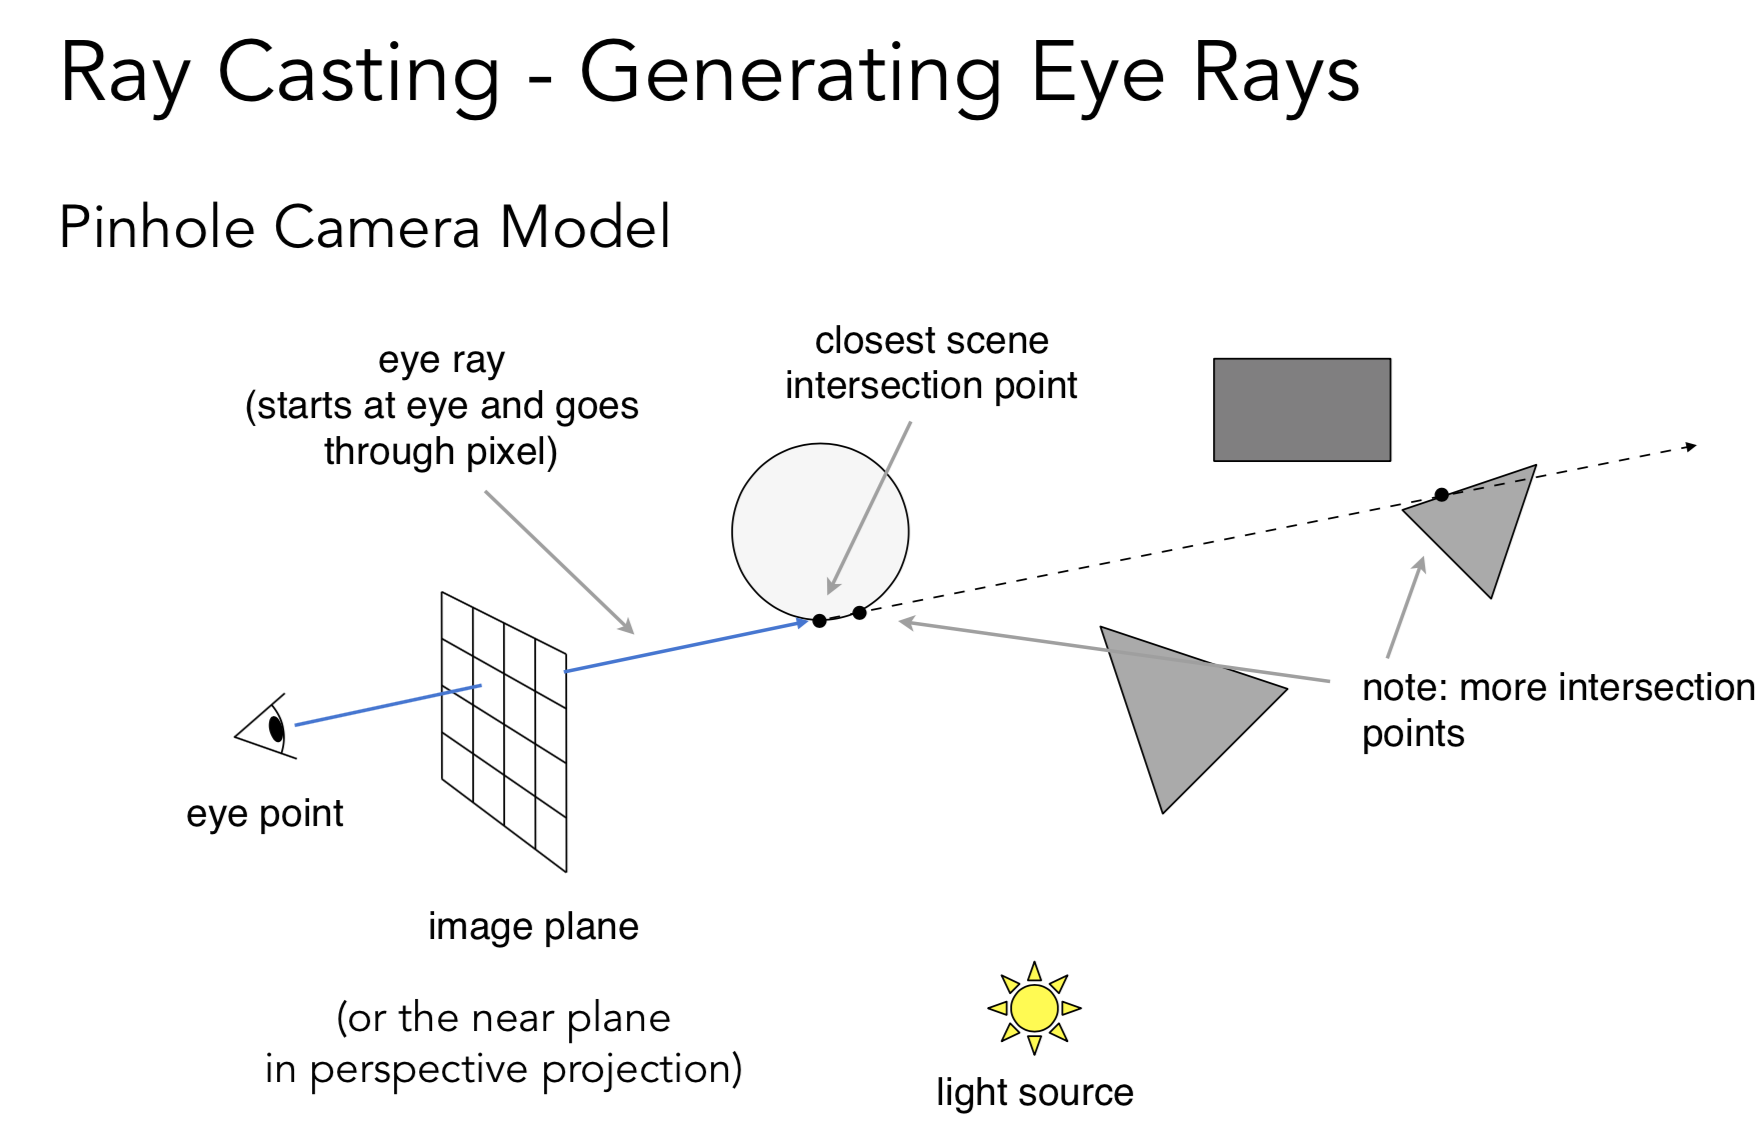 Ray Casting - Generating Eye Rays
Pinhole Camera Model
eye ray
(starts at eye and goes
through pixel)
closest scene
intersection point
note: more intersection
points
eye point
image plane
(or the near plane
in perspective projection)
light source